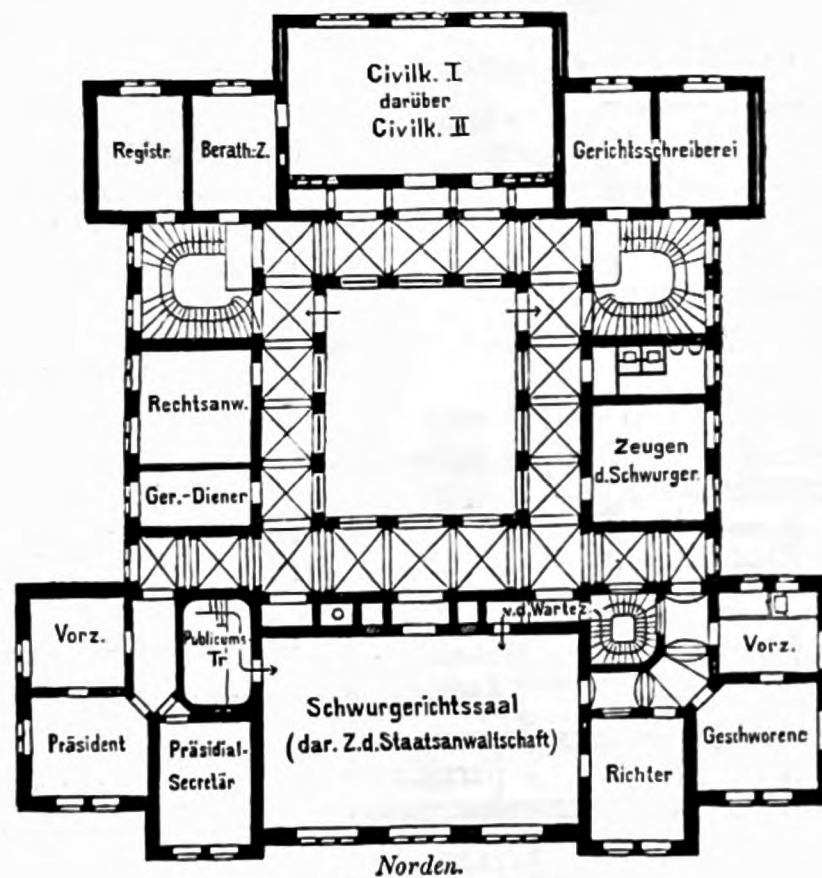 Civilk. I
darüber
Civilk. II
Registr.
Berath.-Z.
Gerichtsschreiberei
Rechtsanw.
Zeugen
d. Schwurger.
Ger.-Diener
v. d. Wartez.
Vorz.
Publicums-
Tr.
Vorz.
Schwurgerichtssaal
(dar. Z. d. Staatsanwaltschaft)
Präsident
Präsidial-
Secretär
Richter
Geschworene
Norden.